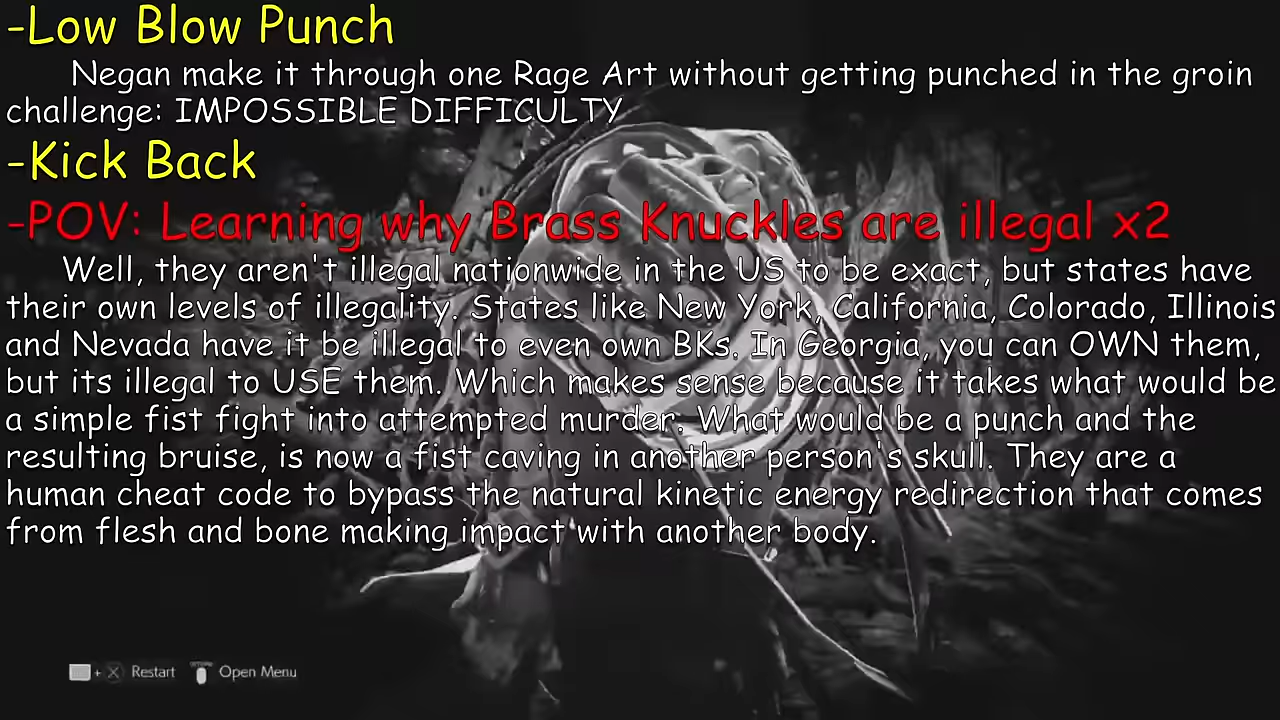 -Low Blow Punch
Negan make it through one Rage Art without getting punched in the groin
challenge: IMPOSSIBLE DIFFICULTY
-Kick Back
-POV: Learning why Brass Knuckles are illegal x2
Well, they aren't illegal nationwide in the US to be exact, but states have
their own levels of illegality. States like New York, California, Colorado, Illinois
and Nevada have it be illegal to even own BKs. In Georgia, you can OWN them,
but its illegal to USE them. Which makes sense because it takes what would be
a simple fist fight into attempted murder. What would be a punch and the
resulting bruise, is now a fist caving in another person's skull. They are a
human cheat code to bypass the natural kinetic energy redirection that comes
from flesh and bone making impact with another body.
+ Restart Open Menu